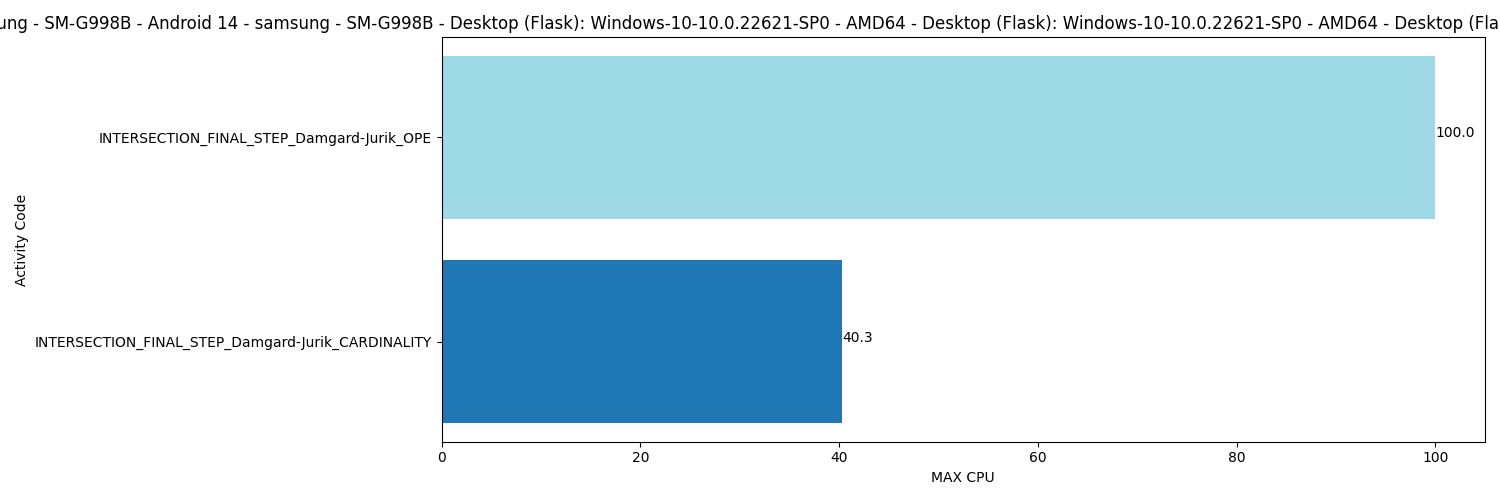 - SM-G998B - Android 14 - samsung - SM-G998B - Desktop (Flask): Windows-10-10.0.22621-SP0 - AMD64 - Desktop (Flask): Windows-10-10.0.22621-SP0 - AMD64 - Desktop
INTERSECTION_FINAL_STEP_Damgard-Jurik_OPE
100.0
Activity Code
INTERSECTION_FINAL_STEP_Damgard-Jurik_CARDINALITY
40.3
0 20 40 60 80 100
MAX CPU